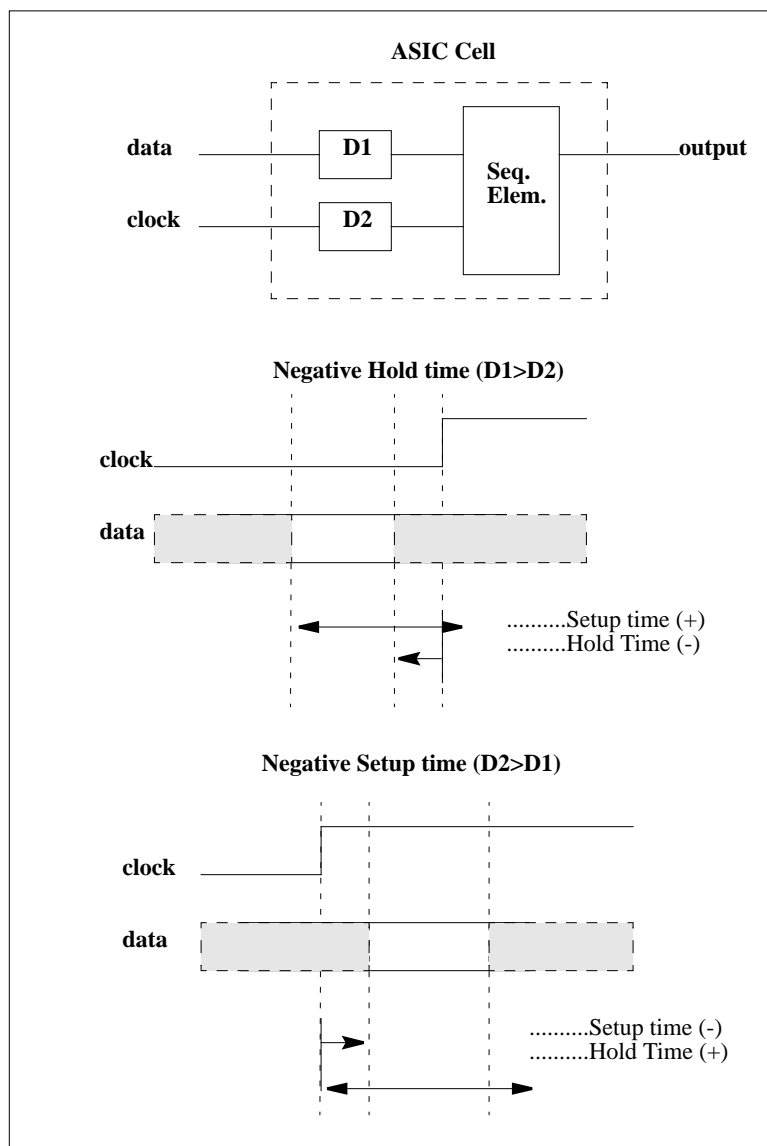 ASIC Cell
data
D1
Seq.
Elem.
output
clock
D2
Negative Hold time (D1>D2)
clock
data
..........Setup time (+)
..........Hold Time (-)
Negative Setup time (D2>D1)
clock
data
..........Setup time (-)
..........Hold Time (+)